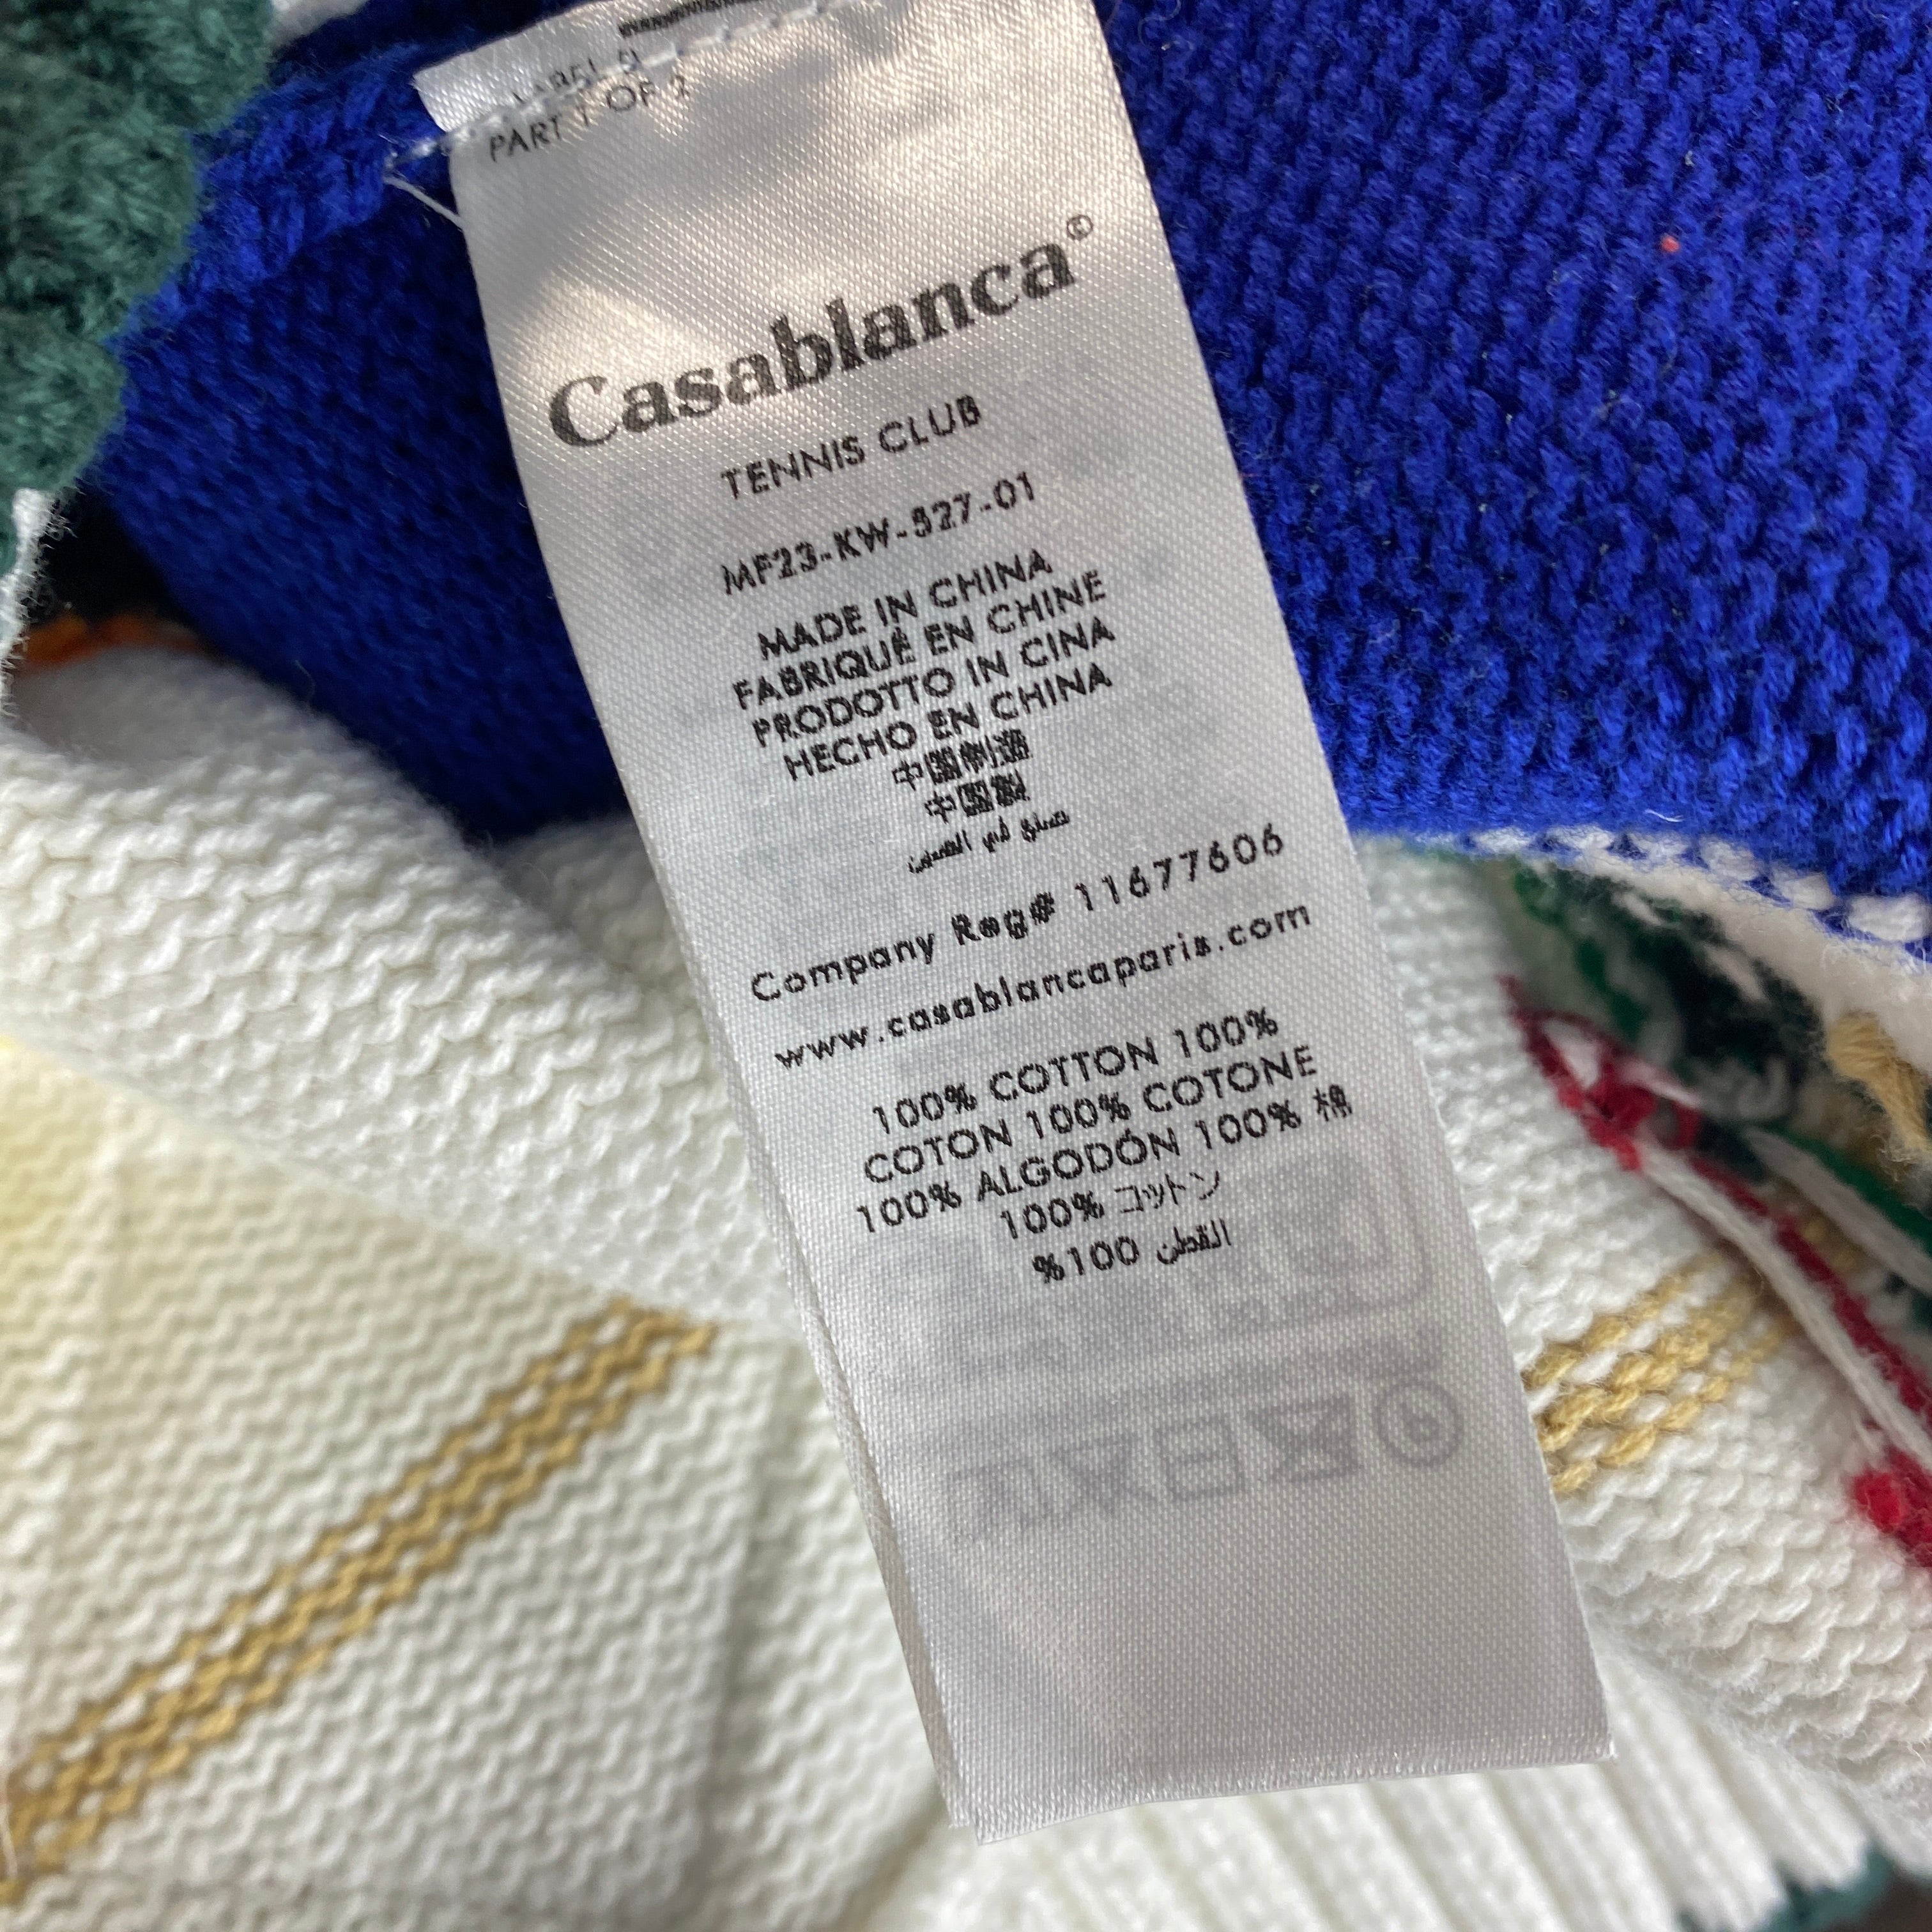 PART 1 OF 2
Casablanca©
TENNIS CLUB
MF23-KW-527-01
MADE IN CHINA
FABRIQUÉ EN CHINE
PRODOTTO IN CINA
HECHO EN CHINA
中国制造
中国製
صنع في الصين
Company Reg# 11677606
www.casablancaparis.com
100% COTTON 100%
COTON 100% COTONE
100% ALGODÓN 100% 棉
100% コットン
%100 القطن